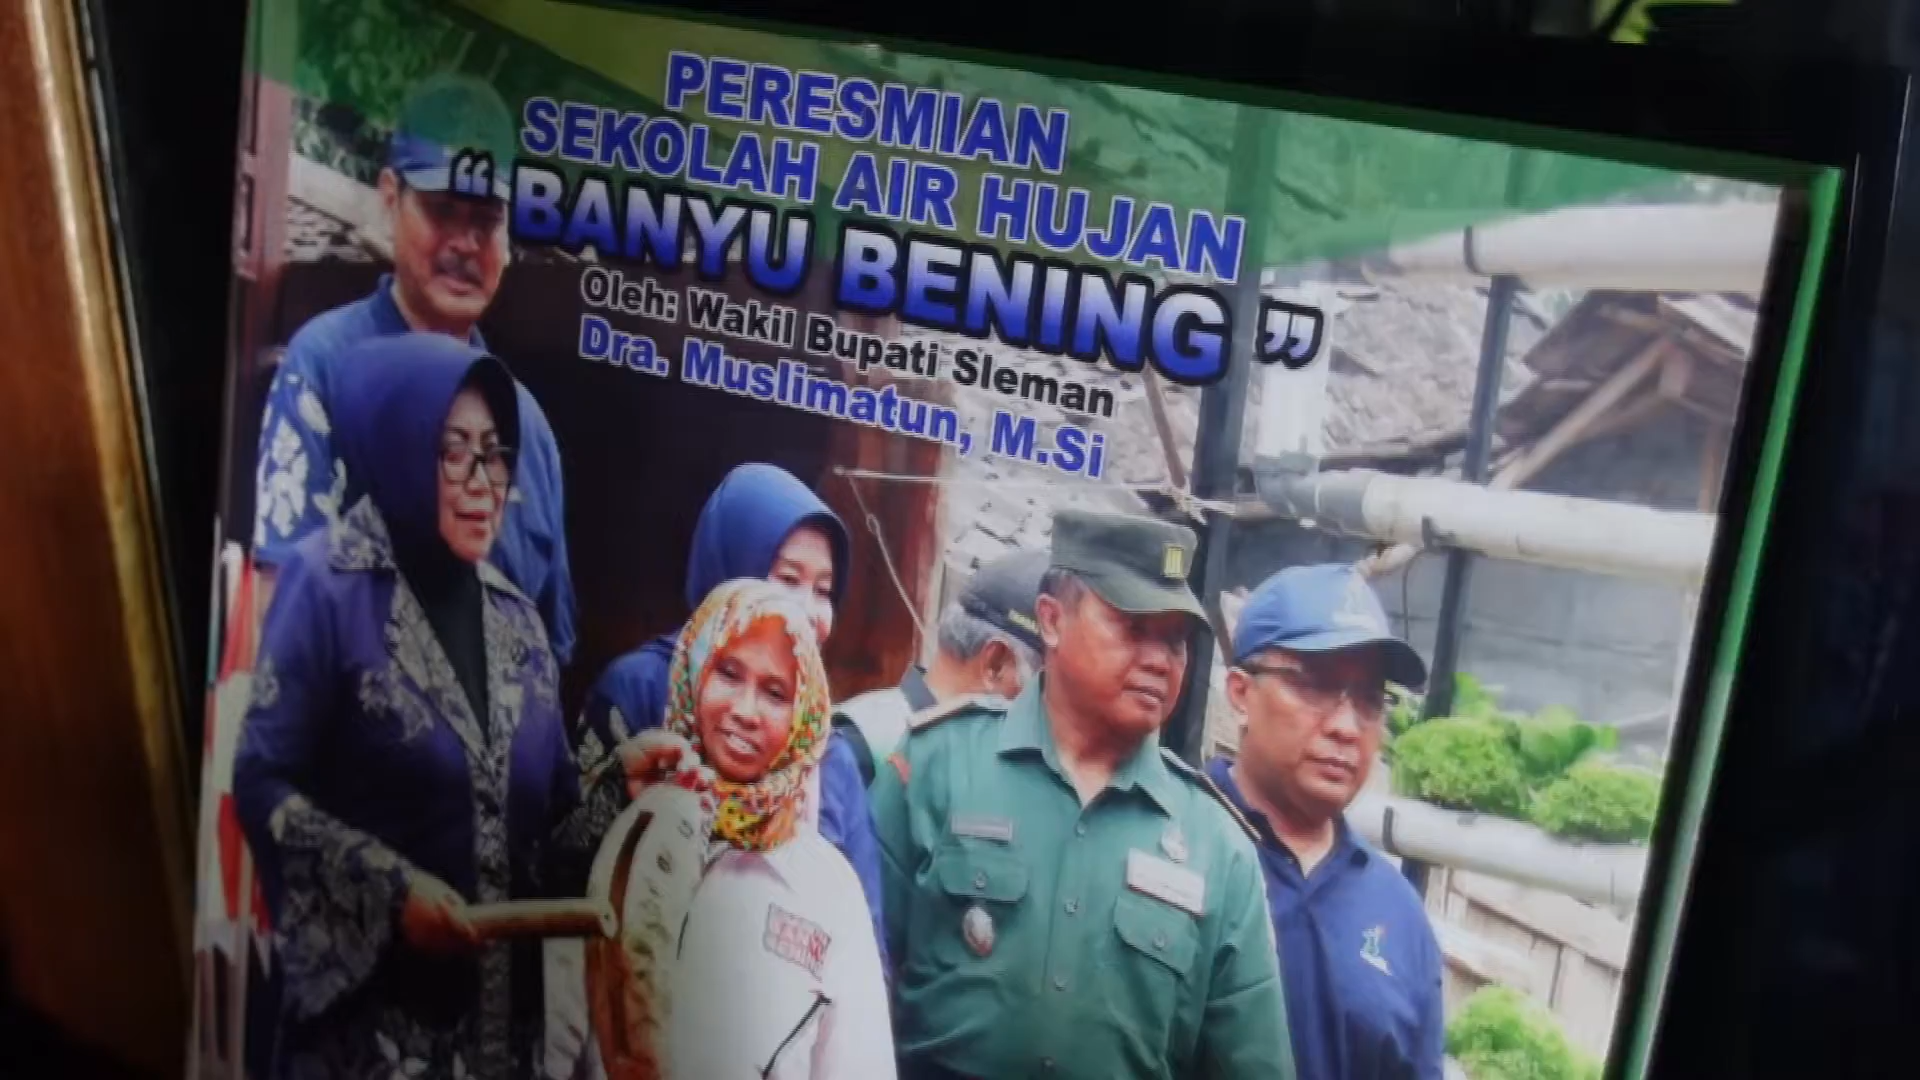 PERESMIAN
SEKOLAH AIR HUJAN
“BANYU BENING”
Oleh: Wakil Bupati Sleman
Dra. Muslimatun, M.Si